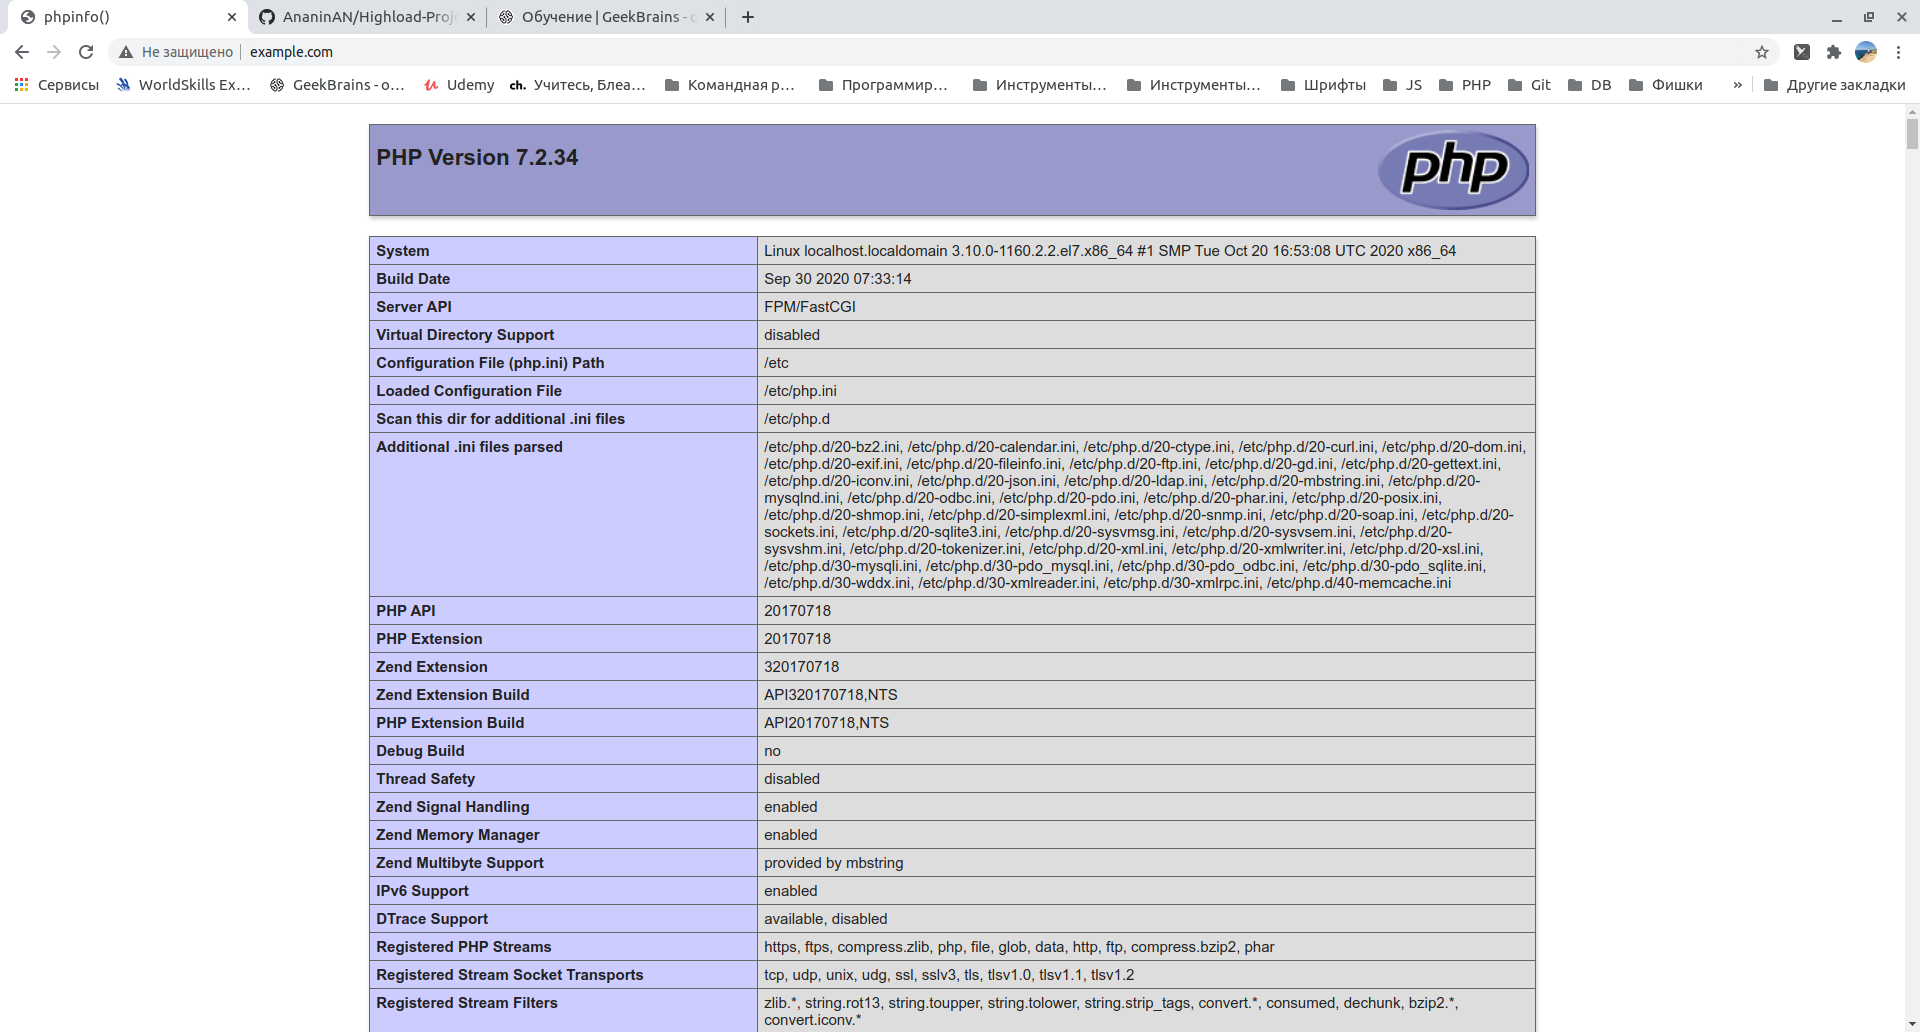 phpinfo()
AnaninAN/Highload-Proj
Обучение | GeekBrains - о
Не защищено
example.com
Сервисы
WorldSkills Ex…
GeekBrains - о…
Udemy
ch. Учитесь, Блеа…
Командная р…
Программир…
Инструменты…
Инструменты…
Шрифты
JS
PHP
Git
DB
Фишки
»
Другие закладки
PHP Version 7.2.34
php
System Linux localhost.localdomain 3.10.0-1160.2.2.el7.x86_64 #1 SMP Tue Oct 20 16:53:08 UTC 2020 x86_64
Build Date Sep 30 2020 07:33:14
Server API FPM/FastCGI
Virtual Directory Support disabled
Configuration File (php.ini) Path /etc
Loaded Configuration File /etc/php.ini
Scan this dir for additional .ini files /etc/php.d
Additional .ini files parsed /etc/php.d/20-bz2.ini, /etc/php.d/20-calendar.ini, /etc/php.d/20-ctype.ini, /etc/php.d/20-curl.ini, /etc/php.d/20-dom.ini,
/etc/php.d/20-exif.ini, /etc/php.d/20-fileinfo.ini, /etc/php.d/20-ftp.ini, /etc/php.d/20-gd.ini, /etc/php.d/20-gettext.ini,
/etc/php.d/20-iconv.ini, /etc/php.d/20-json.ini, /etc/php.d/20-ldap.ini, /etc/php.d/20-mbstring.ini, /etc/php.d/20-
mysqlnd.ini, /etc/php.d/20-odbc.ini, /etc/php.d/20-pdo.ini, /etc/php.d/20-phar.ini, /etc/php.d/20-posix.ini,
/etc/php.d/20-shmop.ini, /etc/php.d/20-simplexml.ini, /etc/php.d/20-snmp.ini, /etc/php.d/20-soap.ini, /etc/php.d/20-
sockets.ini, /etc/php.d/20-sqlite3.ini, /etc/php.d/20-sysvmsg.ini, /etc/php.d/20-sysvsem.ini, /etc/php.d/20-
sysvshm.ini, /etc/php.d/20-tokenizer.ini, /etc/php.d/20-xml.ini, /etc/php.d/20-xmlwriter.ini, /etc/php.d/20-xsl.ini,
/etc/php.d/30-mysqli.ini, /etc/php.d/30-pdo_mysql.ini, /etc/php.d/30-pdo_odbc.ini, /etc/php.d/30-pdo_sqlite.ini,
/etc/php.d/30-wddx.ini, /etc/php.d/30-xmlreader.ini, /etc/php.d/30-xmlrpc.ini, /etc/php.d/40-memcache.ini
PHP API 20170718
PHP Extension 20170718
Zend Extension 320170718
Zend Extension Build API320170718,NTS
PHP Extension Build API20170718,NTS
Debug Build no
Thread Safety disabled
Zend Signal Handling enabled
Zend Memory Manager enabled
Zend Multibyte Support provided by mbstring
IPv6 Support enabled
DTrace Support available, disabled
Registered PHP Streams https, ftps, compress.zlib, php, file, glob, data, http, ftp, compress.bzip2, phar
Registered Stream Socket Transports tcp, udp, unix, udg, ssl, sslv3, tls, tlsv1.0, tlsv1.1, tlsv1.2
Registered Stream Filters zlib.*, string.rot13, string.toupper, string.tolower, string.strip_tags, convert.*, consumed, dechunk, bzip2.*,
convert.iconv.*